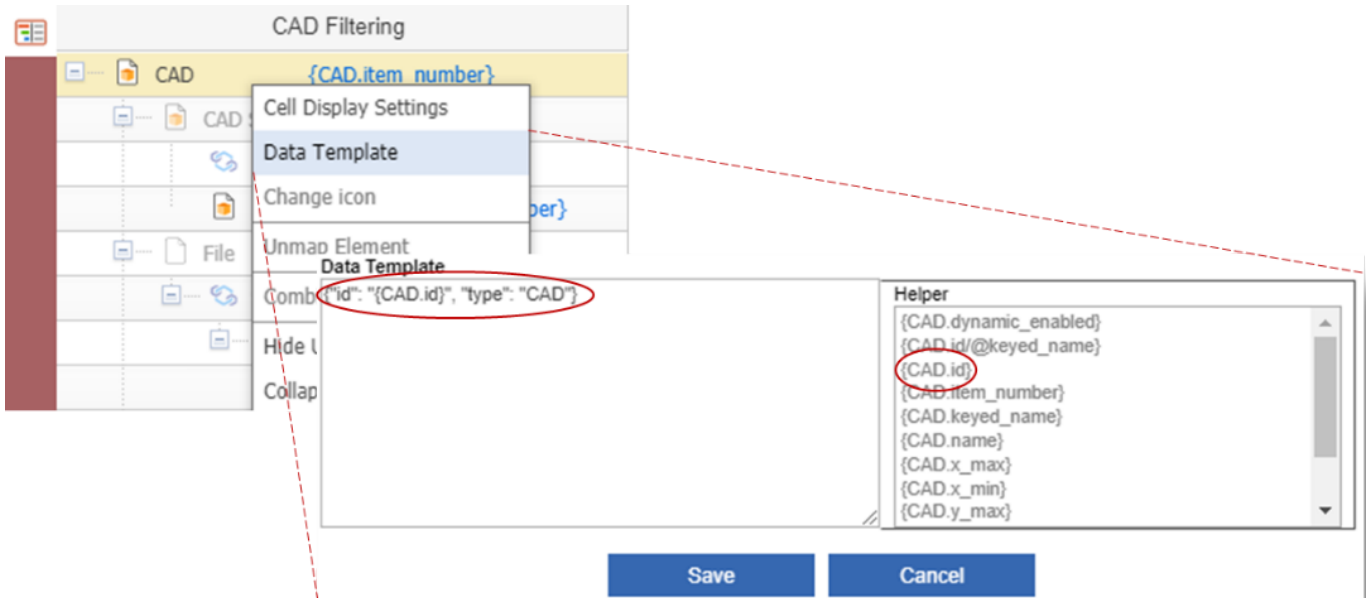 CAD Filtering
CAD {CAD.item_number}
Cell Display Settings
CAD
Data Template
Change icon
ber}
File
Unmap Element
Data Template
Comb
{"id": "{CAD.id}", "type": "CAD"}
Hide
Collap
Helper
{CAD.dynamic_enabled}
{CAD.id/@keyed_name}
{CAD.id}
{CAD.item_number}
{CAD.keyed_name}
{CAD.name}
{CAD.x_max}
{CAD.x_min}
{CAD.y_max}
Save
Cancel